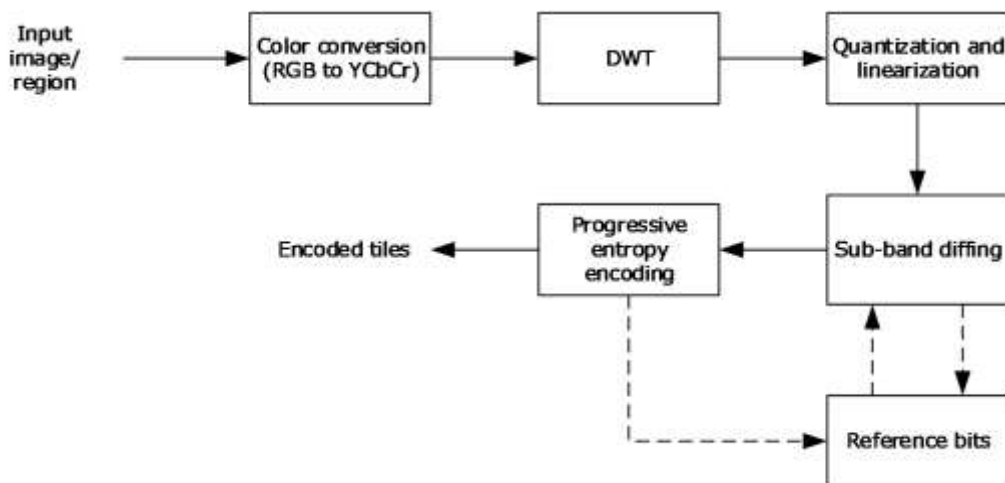 Input
image/
region
Color conversion
(RGB to YCbCr)
DWT
Quantization and
linearization
Encoded tiles
Progressive
entropy
encoding
Sub-band diffing
Reference bits